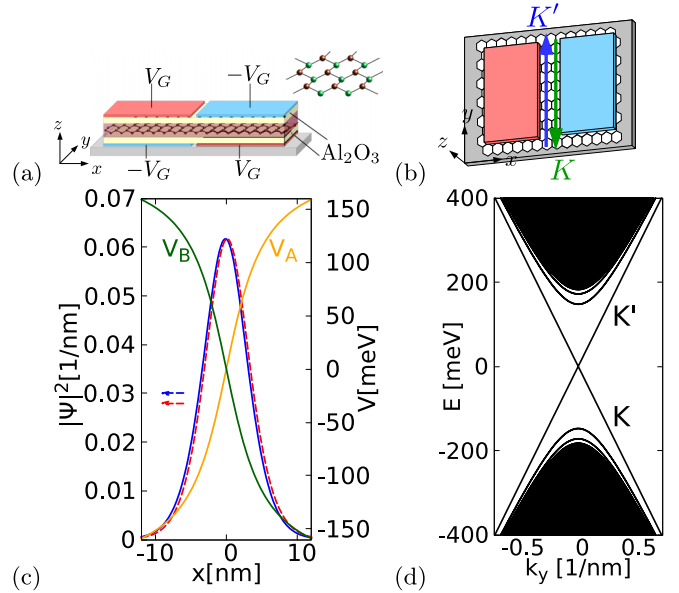 V_G
-V_G
-V_G
V_G
Al₂O₃
z
y
x
(a)
K'
y
z
x
K
(b)
0.07
0.06
0.05
0.04
0.03
0.02
0.01
0
|Ψ|²[1/nm]
V_B
V_A
150
100
50
0
-50
-100
-150
V[meV]
-10
0
10
x[nm]
(c)
400
200
0
-200
-400
E [meV]
K'
K
-0.5
0
0.5
k_y [1/nm]
(d)